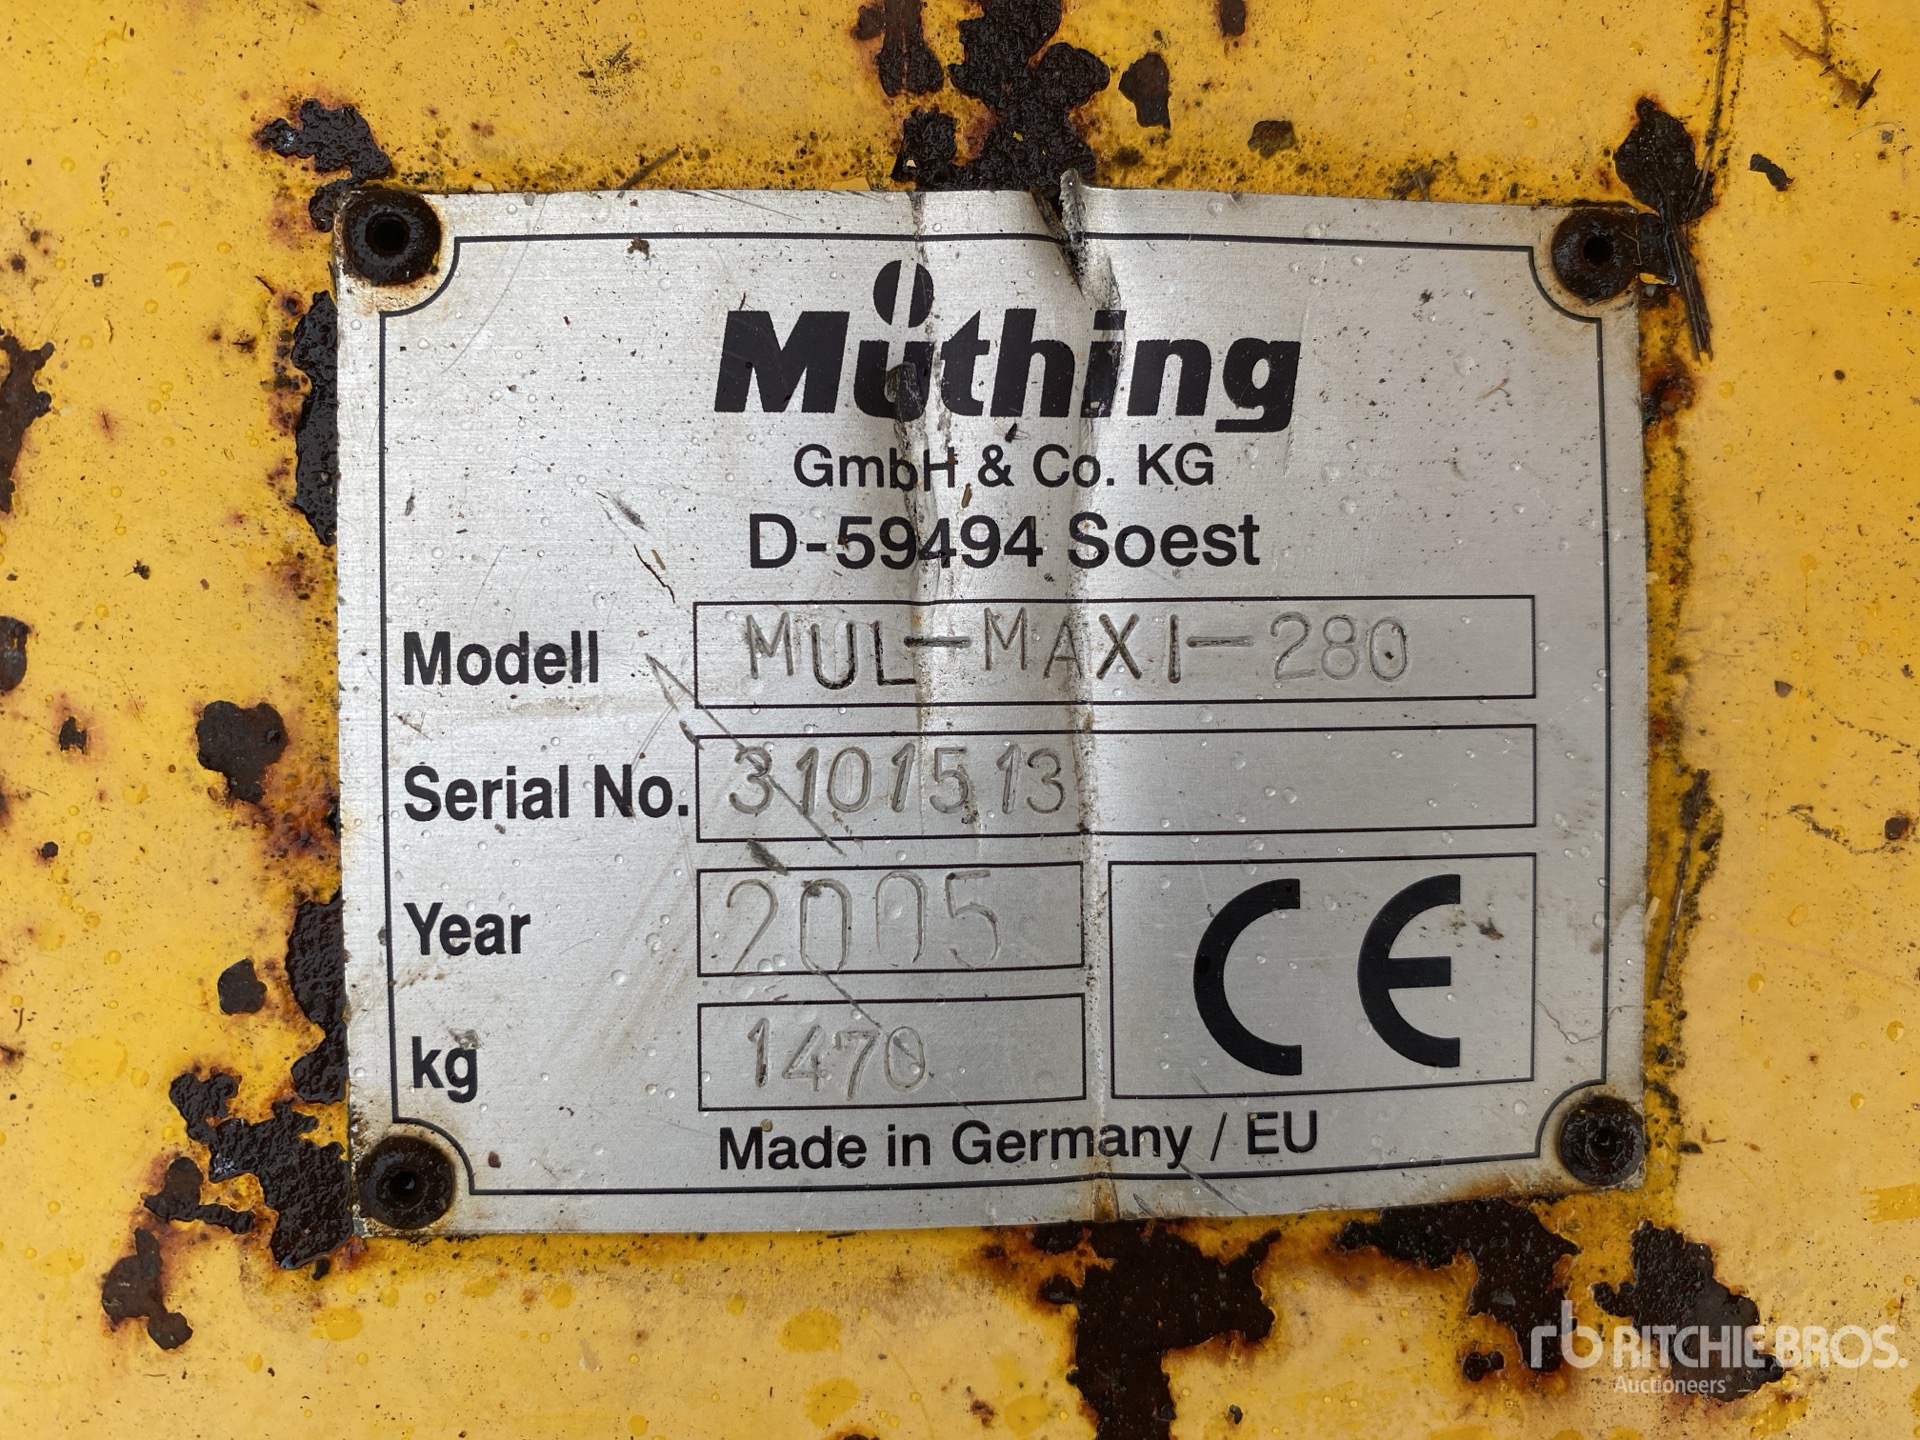 Müthing
GmbH & Co. KG
D-59494 Soest
Modell MUL-MAXI-280
Serial No. 3101513
Year 2005
kg 1470
CE
Made in Germany / EU
rb RITCHIE BROS.
Auctioneers